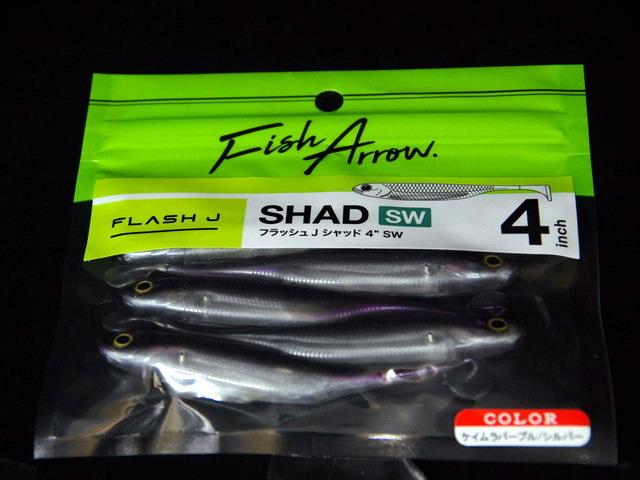 Fish Arrow.
FLASH J
SHAD SW
フラッシュJシャッド 4" SW
4 inch
COLOR
ケイムラパープル/シルバー